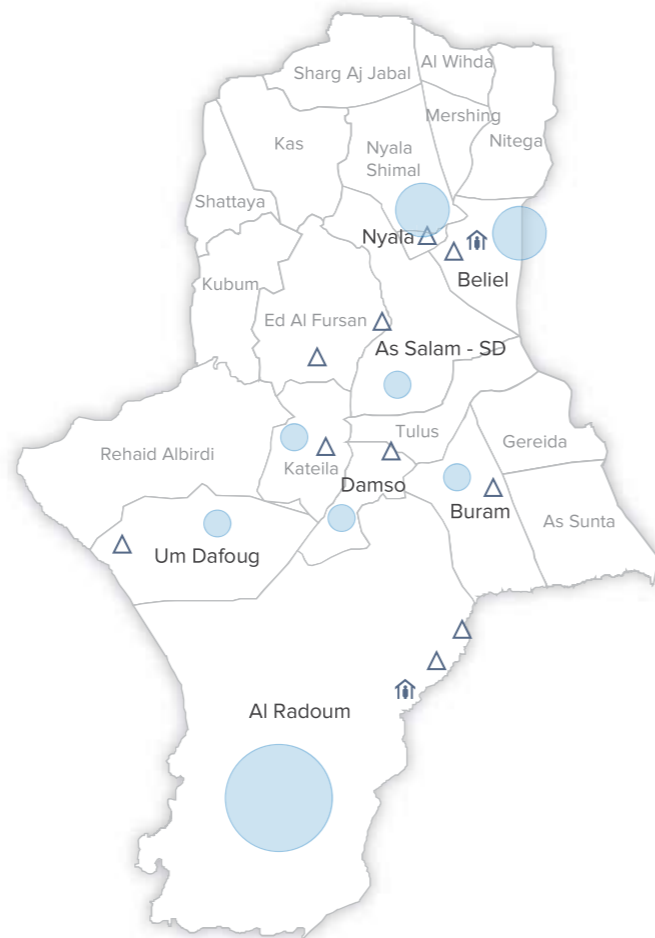 Al Wihda
Sharg Aj Jabal
Mershing
Kas
Nyala
Shimal
Nitega
Shattaya
Nyala
Beliel
Kubum
Ed Al Fursan
As Salam - SD
Tulus
Gereida
Rehaid Albirdi
Kateila
Damso
Buram
As Sunta
Um Dafoug
Al Radoum